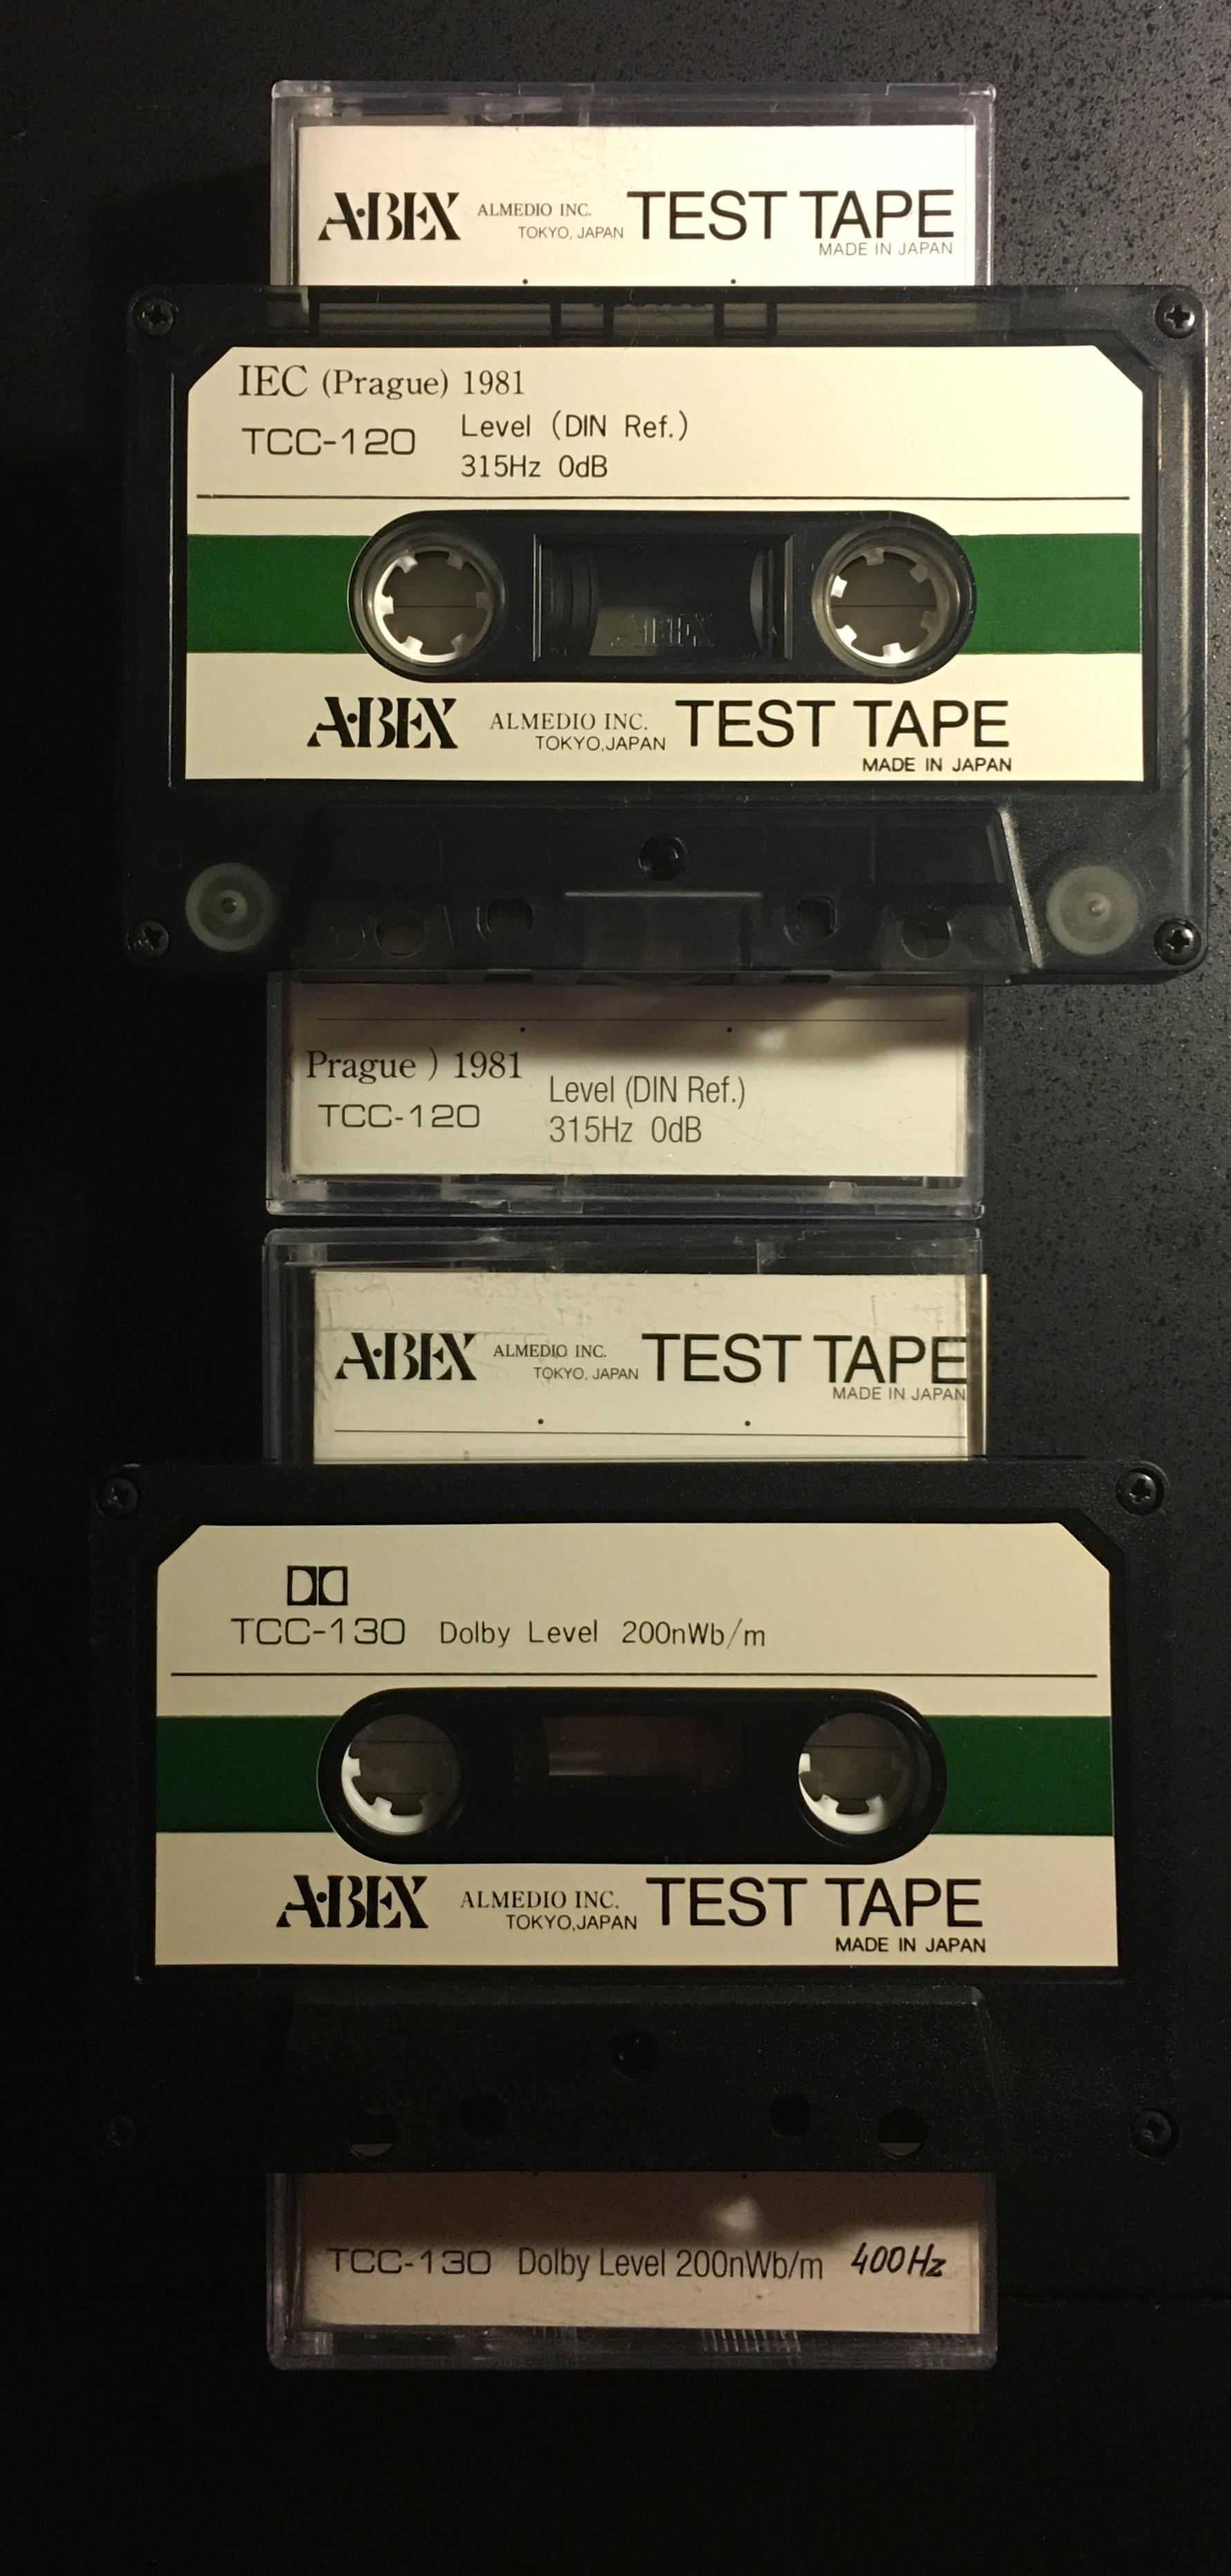 ABEX ALMEDIO INC. TEST TAPE
TOKYO, JAPAN
MADE IN JAPAN
IEC (Prague) 1981
TCC-120 Level (DIN Ref.)
315Hz 0dB
ABEX
ABEX ALMEDIO INC. TEST TAPE
TOKYO,JAPAN
MADE IN JAPAN
Prague ) 1981
TCC-120 Level (DIN Ref.)
315Hz 0dB
ABEX ALMEDIO INC. TEST TAPE
TOKYO, JAPAN
MADE IN JAPAN
TCC-130 Dolby Level 200nWb/m
ABEX ALMEDIO INC. TEST TAPE
TOKYO,JAPAN
MADE IN JAPAN
TCC-130 Dolby Level 200nWb/m 400Hz